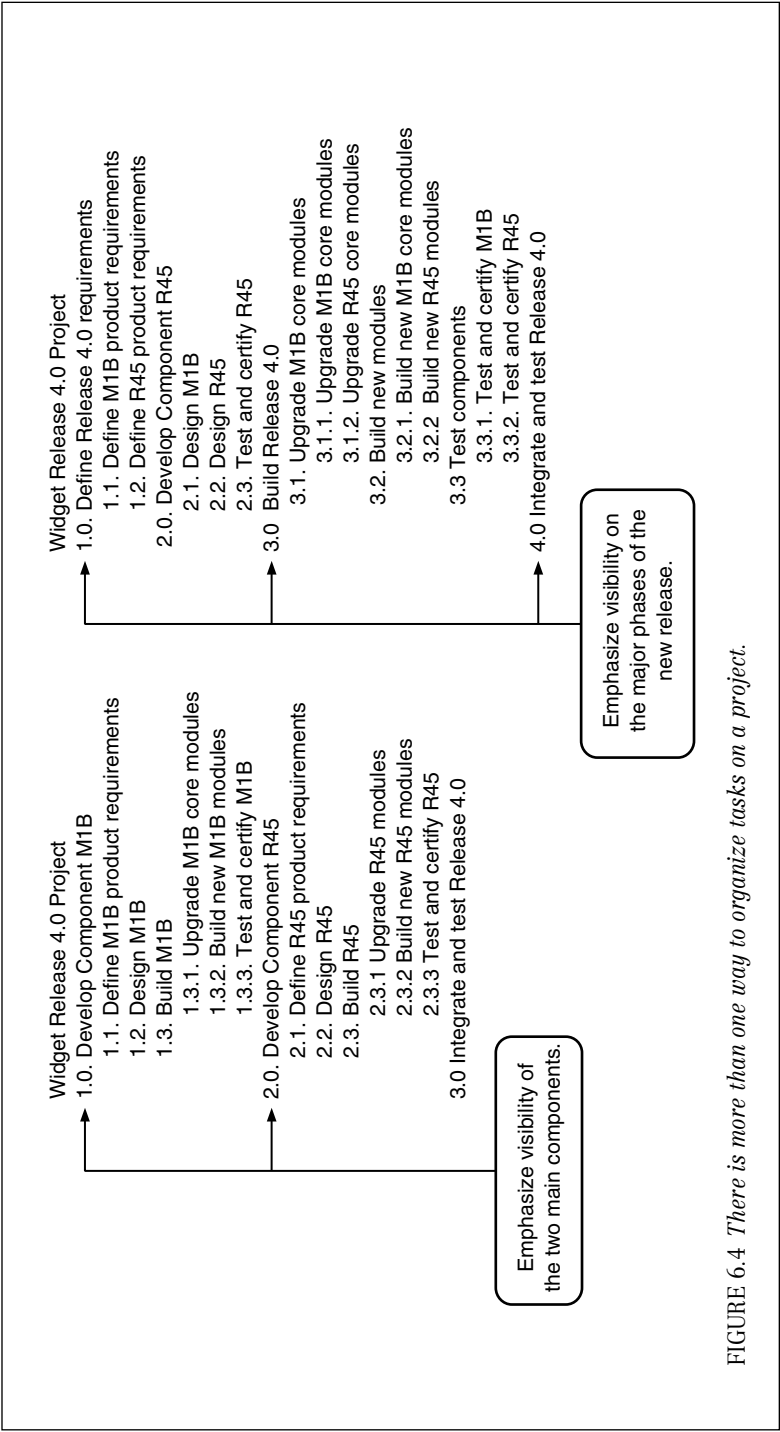 Widget Release 4.0 Project
1.0. Develop Component M1B
1.1. Define M1B product requirements
1.2. Design M1B
1.3. Build M1B
1.3.1. Upgrade M1B core modules
1.3.2. Build new M1B modules
1.3.3. Test and certify M1B
2.0. Develop Component R45
2.1. Define R45 product requirements
2.2. Design R45
2.3. Build R45
2.3.1 Upgrade R45 modules
2.3.2 Build new R45 modules
2.3.3 Test and certify R45
3.0 Integrate and test Release 4.0
Emphasize visibility of
the two main components.
Widget Release 4.0 Project
1.0. Define Release 4.0 requirements
1.1. Define M1B product requirements
1.2. Define R45 product requirements
2.0. Develop Component R45
2.1. Design M1B
2.2. Design R45
2.3. Test and certify R45
3.0 Build Release 4.0
3.1. Upgrade M1B core modules
3.1.1. Upgrade M1B core modules
3.1.2. Upgrade R45 core modules
3.2. Build new modules
3.2.1. Build new M1B core modules
3.2.2 Build new R45 modules
3.3 Test components
3.3.1. Test and certify M1B
3.3.2. Test and certify R45
4.0 Integrate and test Release 4.0
Emphasize visibility on
the major phases of the
new release.
FIGURE 6.4 There is more than one way to organize tasks on a project.